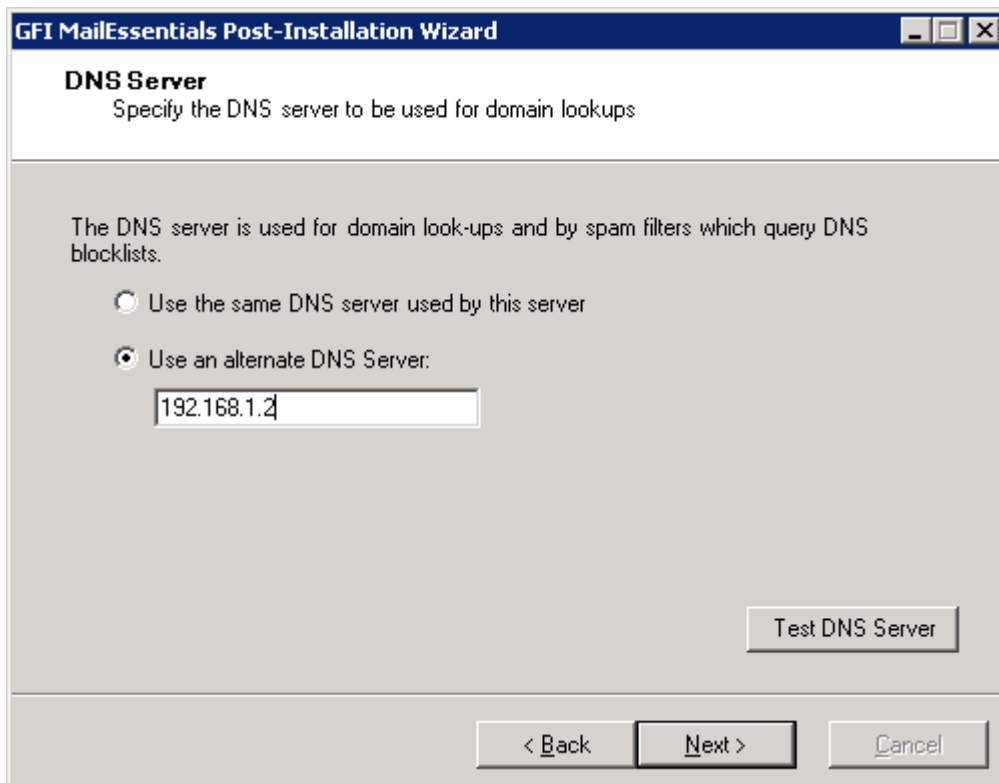 GFI MailEssentials Post-Installation Wizard
DNS Server
Specify the DNS server to be used for domain lookups
The DNS server is used for domain look-ups and by spam filters which query DNS
blocklists.
Use the same DNS server used by this server
Use an alternate DNS Server:
192.168.1.2
Test DNS Server
< Back
Next >
Cancel